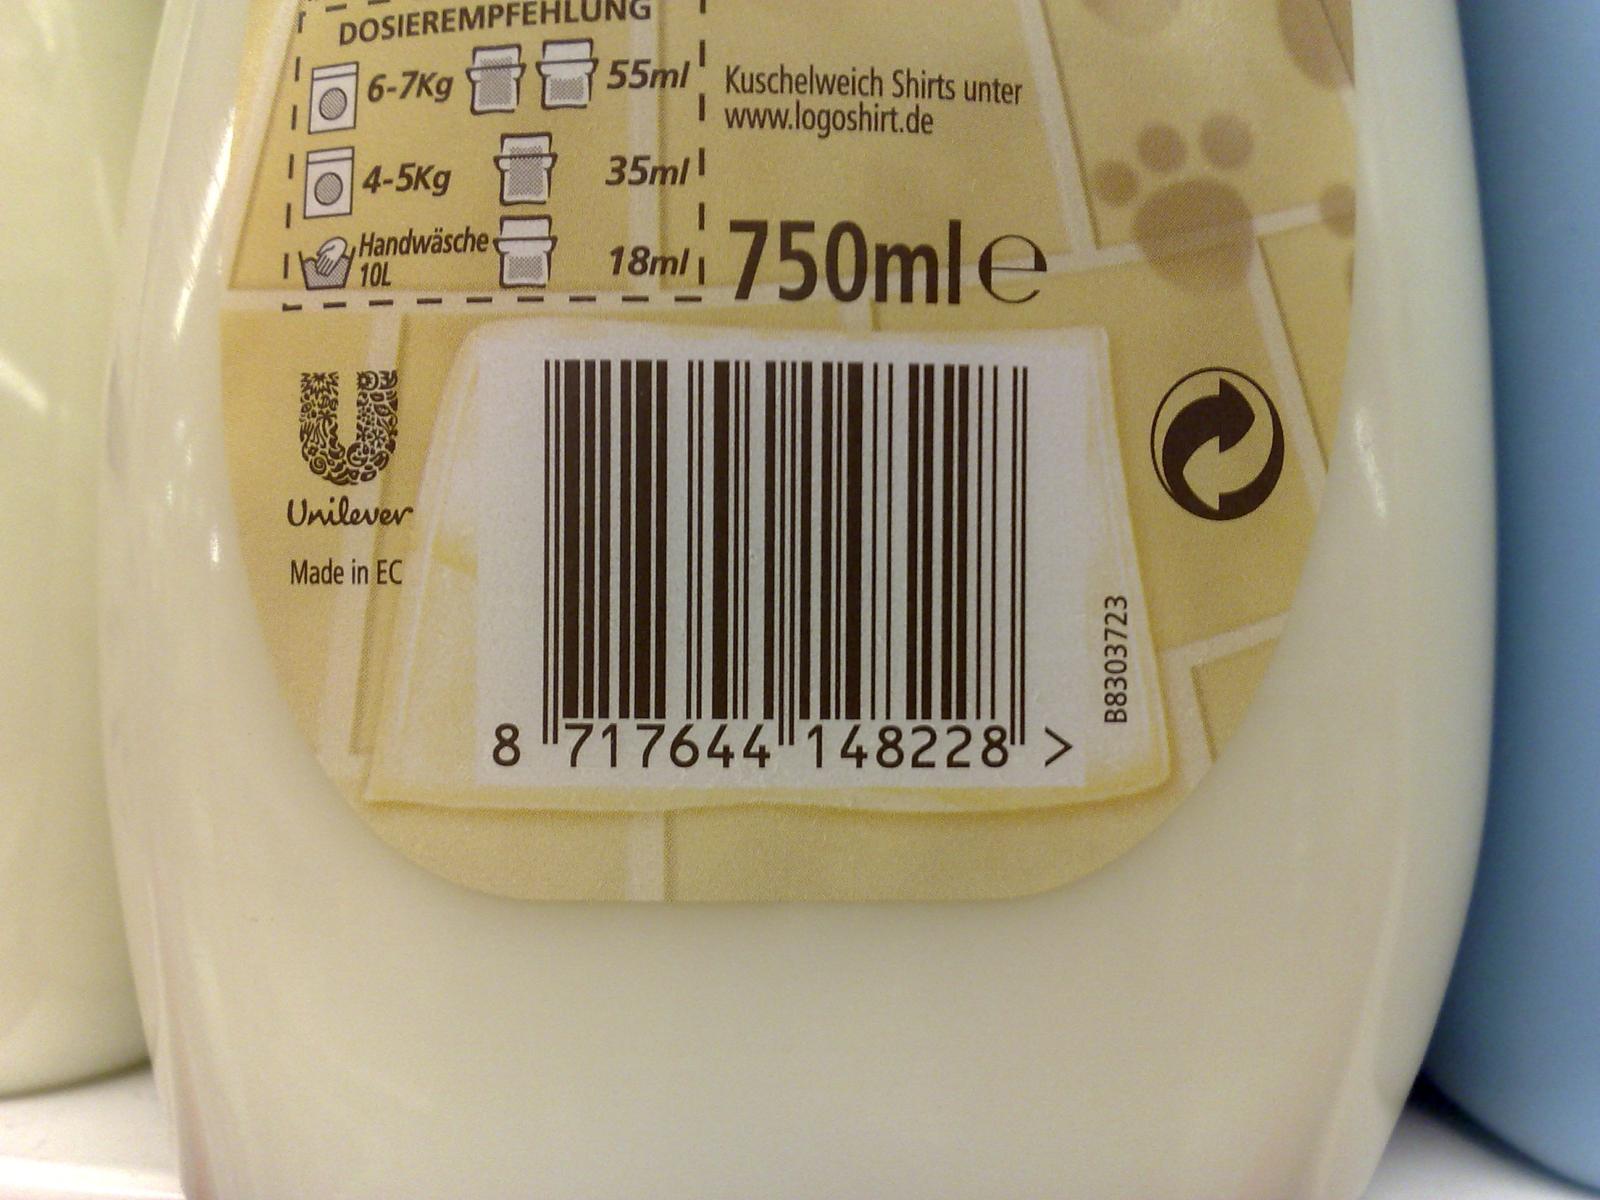 DOSIEREMPFEHLUNG
6-7Kg 55ml
4-5Kg 35ml
Handwäsche
10L 18ml
Kuschelweich Shirts unter
www.logoshirt.de
750ml ℮
Unilever
Made in EC
B8303723
8 717644 148228 >